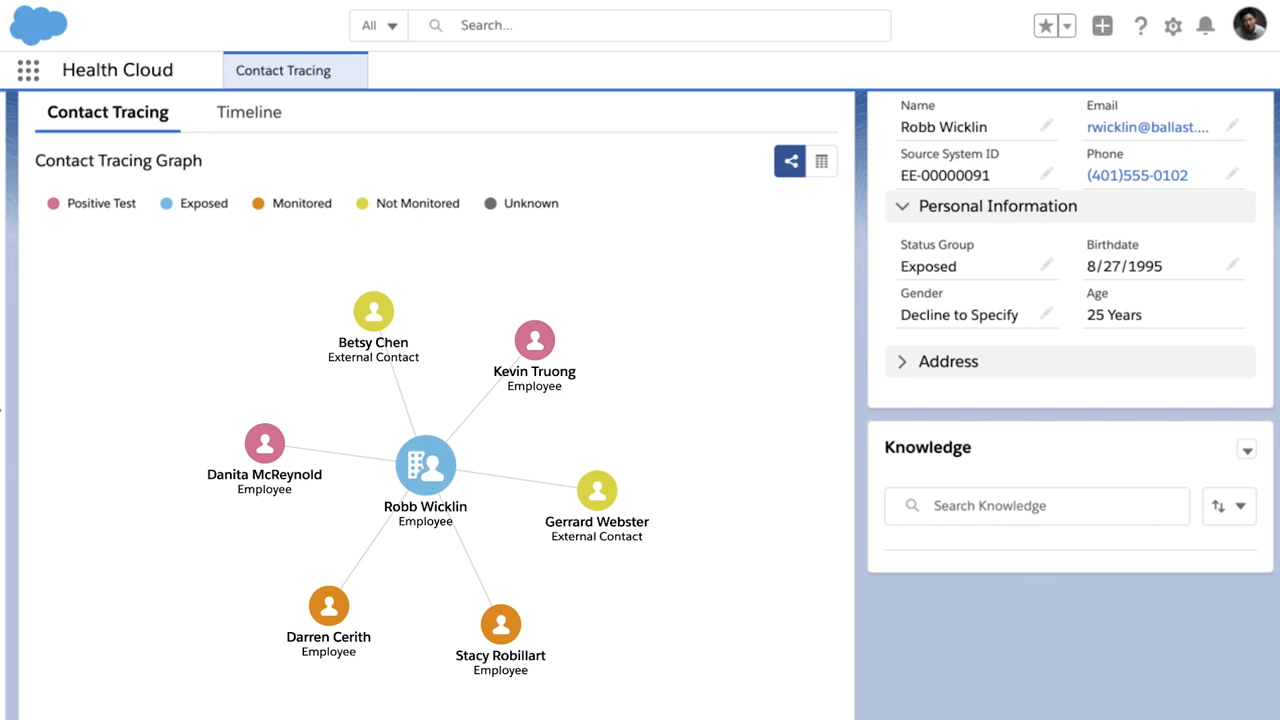 All
Search...
Health Cloud
Contact Tracing
Contact Tracing
Timeline
Contact Tracing Graph
Positive Test
Exposed
Monitored
Not Monitored
Unknown
Betsy Chen
External Contact
Kevin Truong
Employee
Danita McReynold
Employee
Robb Wicklin
Employee
Gerrard Webster
External Contact
Darren Cerith
Employee
Stacy Robillart
Employee
Name
Email
Robb Wicklin
rwicklin@ballast....
Source System ID
Phone
EE-00000091
(401)555-0102
Personal Information
Status Group
Birthdate
Exposed
8/27/1995
Gender
Age
Decline to Specify
25 Years
Address
Knowledge
Search Knowledge